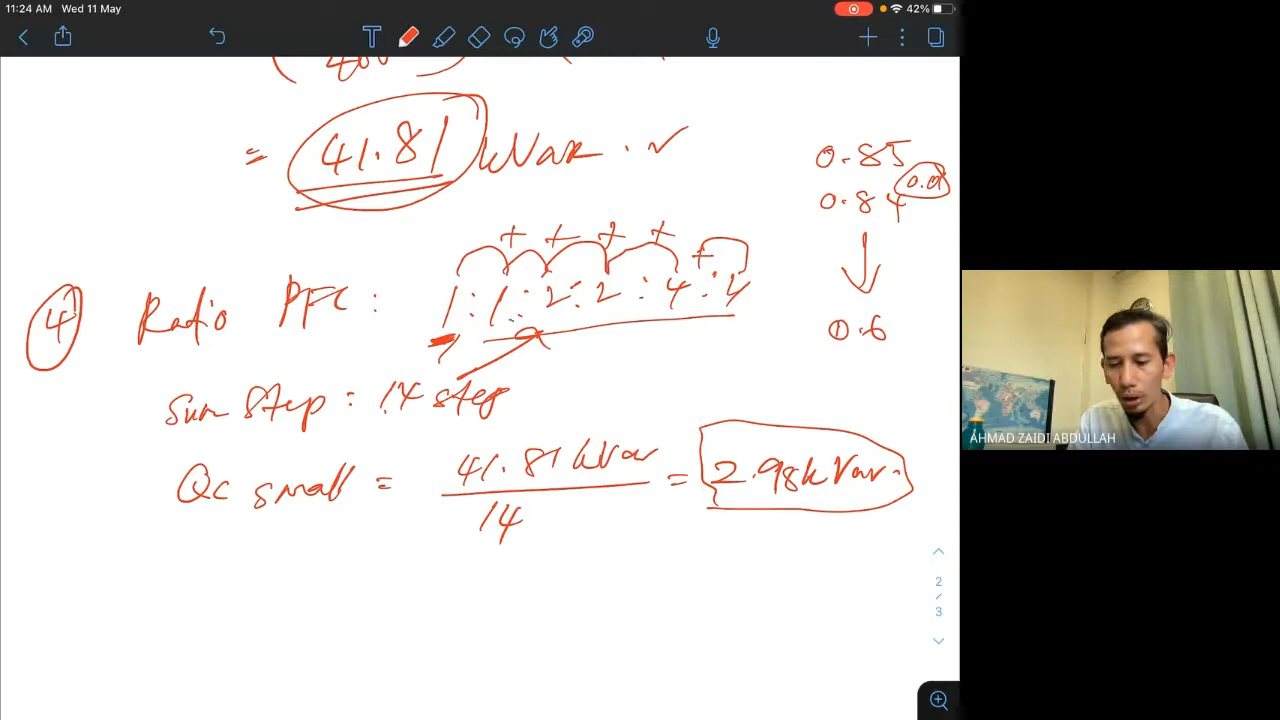 11:24 AM Wed 11 May
42%
(400)
= 41.81 kVar. ✓
0.85
0.01
0.84
↓
0.6
+ + + + +
④ Ratio PFC: 1:1:2:2:4:4
Sum Step: 14 step
Qc small = 41.81 kVar / 14 = 2.98 kVar.
2
/
3
AHMAD ZAIDI ABDULLAH